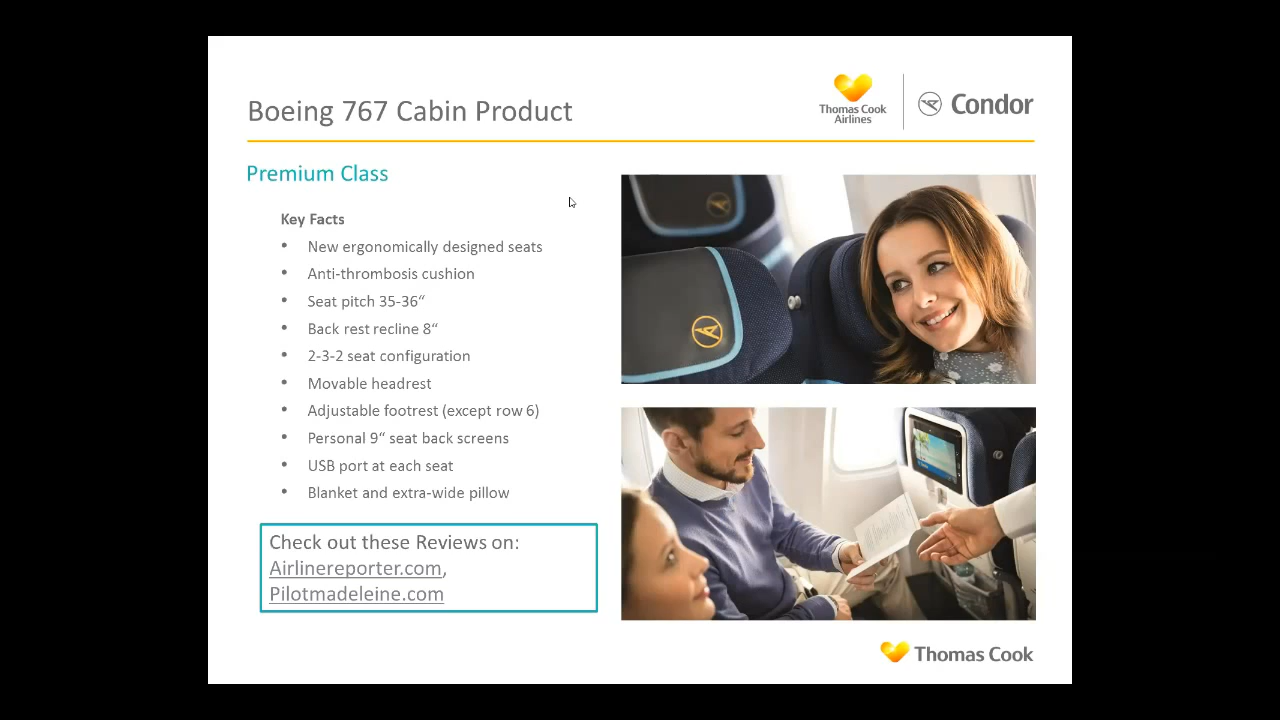 Boeing 767 Cabin Product
Thomas Cook
Airlines
Condor
Premium Class
Key Facts
• New ergonomically designed seats
• Anti-thrombosis cushion
• Seat pitch 35-36“
• Back rest recline 8“
• 2-3-2 seat configuration
• Movable headrest
• Adjustable footrest (except row 6)
• Personal 9“ seat back screens
• USB port at each seat
• Blanket and extra-wide pillow
Check out these Reviews on:
Airlinereporter.com,
Pilotmadeleine.com
Thomas Cook